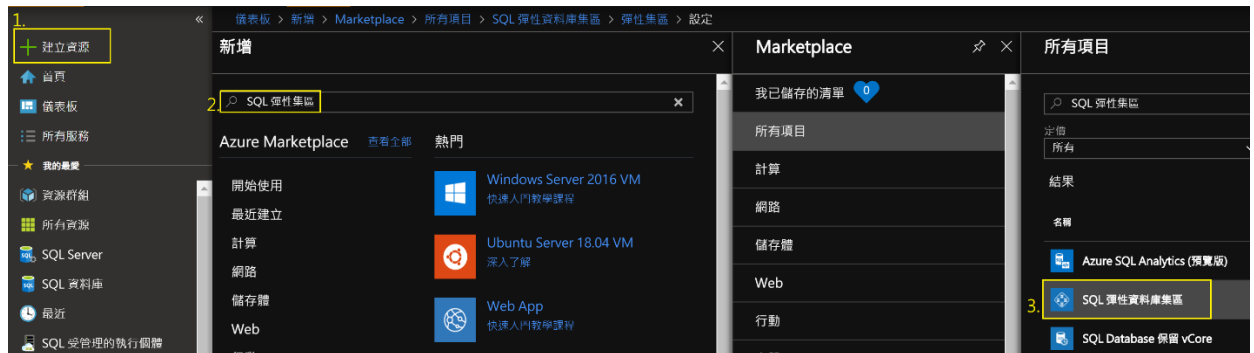 1.
«
儀表板 > 新增 > Marketplace > 所有項目 > SQL 彈性資料庫集區 > 彈性集區 > 設定
建立資源
首頁
儀表板
所有服務
我的最愛
資源群組
所有資源
SQL Server
SQL 資料庫
最近
SQL 受管理的執行個體
新增
2.
SQL 彈性集區
Azure Marketplace 查看全部
開始使用
最近建立
計算
網路
儲存體
Web
熱門
Windows Server 2016 VM
快速入門教學課程
Ubuntu Server 18.04 VM
深入了解
Web App
快速入門教學課程
Marketplace
我已儲存的清單 0
所有項目
計算
網路
儲存體
Web
行動
所有項目
SQL 彈性集區
定價
所有
結果
名稱
Azure SQL Analytics (預覽版)
3.
SQL 彈性資料庫集區
SQL Database 保留 vCore